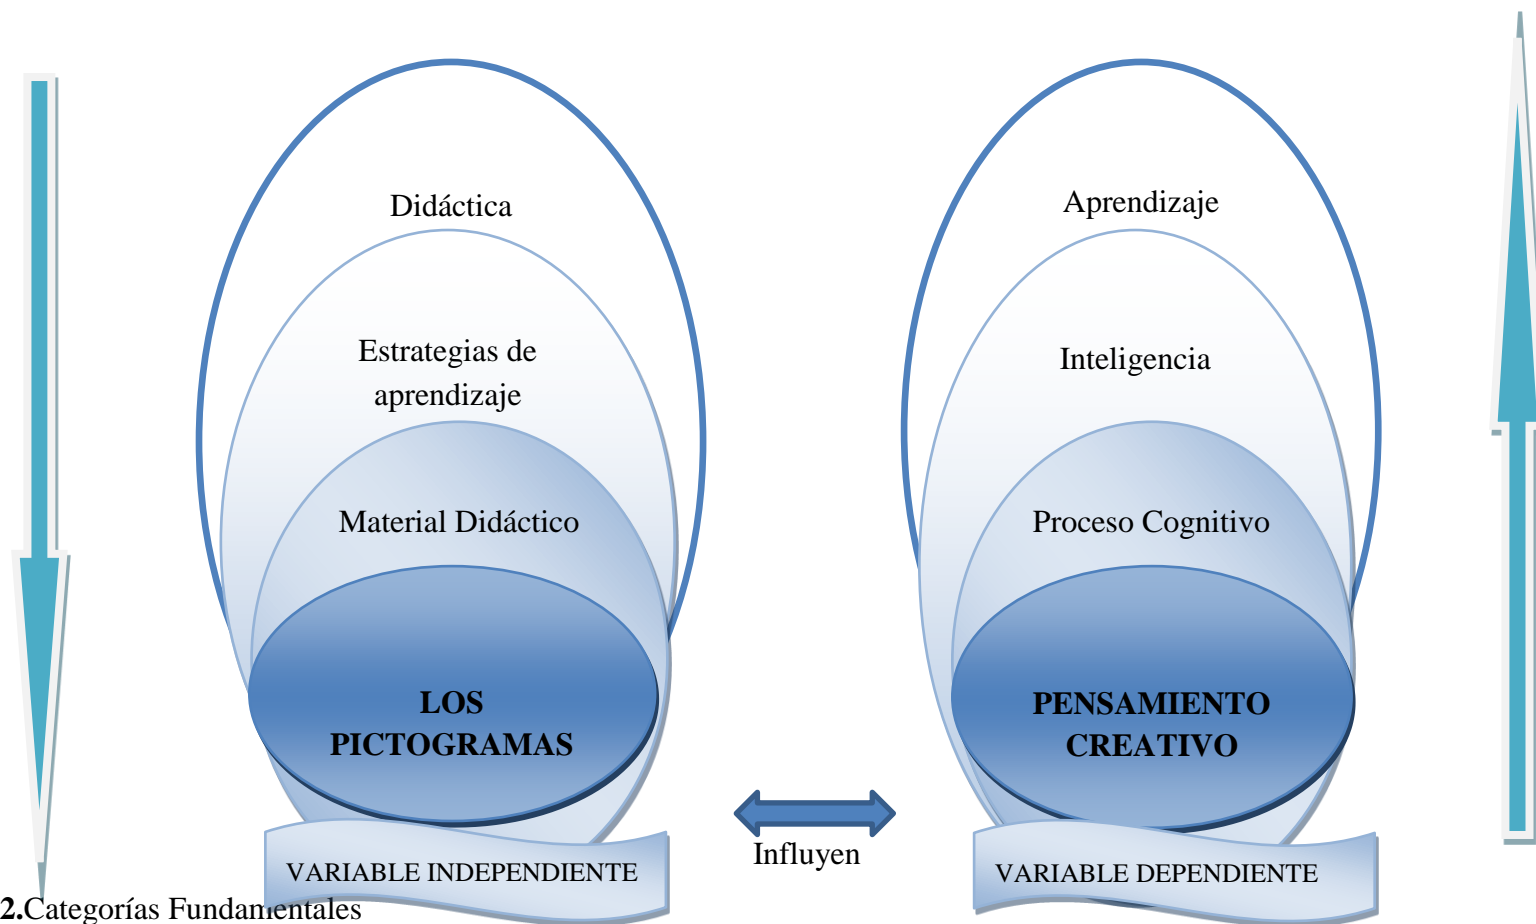 Didáctica
Estrategias de
aprendizaje
Material Didáctico
LOS
PICTOGRAMAS
VARIABLE INDEPENDIENTE
Influyen
Aprendizaje
Inteligencia
Proceso Cognitivo
PENSAMIENTO
CREATIVO
VARIABLE DEPENDIENTE
2.Categorías Fundamentales